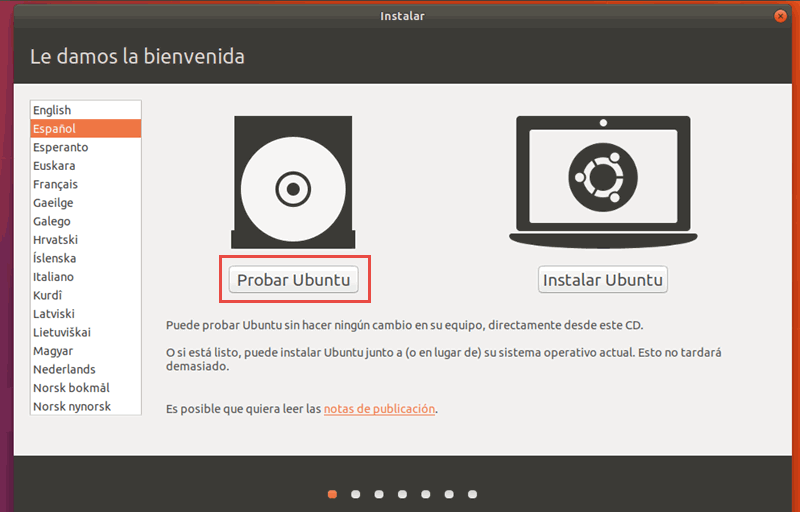 Instalar
Le damos la bienvenida
English
Español
Esperanto
Euskara
Français
Gaeilge
Galego
Hrvatski
Íslenska
Italiano
Kurdî
Latviski
Lietuviškai
Magyar
Nederlands
Norsk bokmål
Norsk nynorsk
Probar Ubuntu
Instalar Ubuntu
Puede probar Ubuntu sin hacer ningún cambio en su equipo, directamente desde este CD.
O si está listo, puede instalar Ubuntu junto a (o en lugar de) su sistema operativo actual. Esto no tardará
demasiado.
Es posible que quiera leer las notas de publicación.